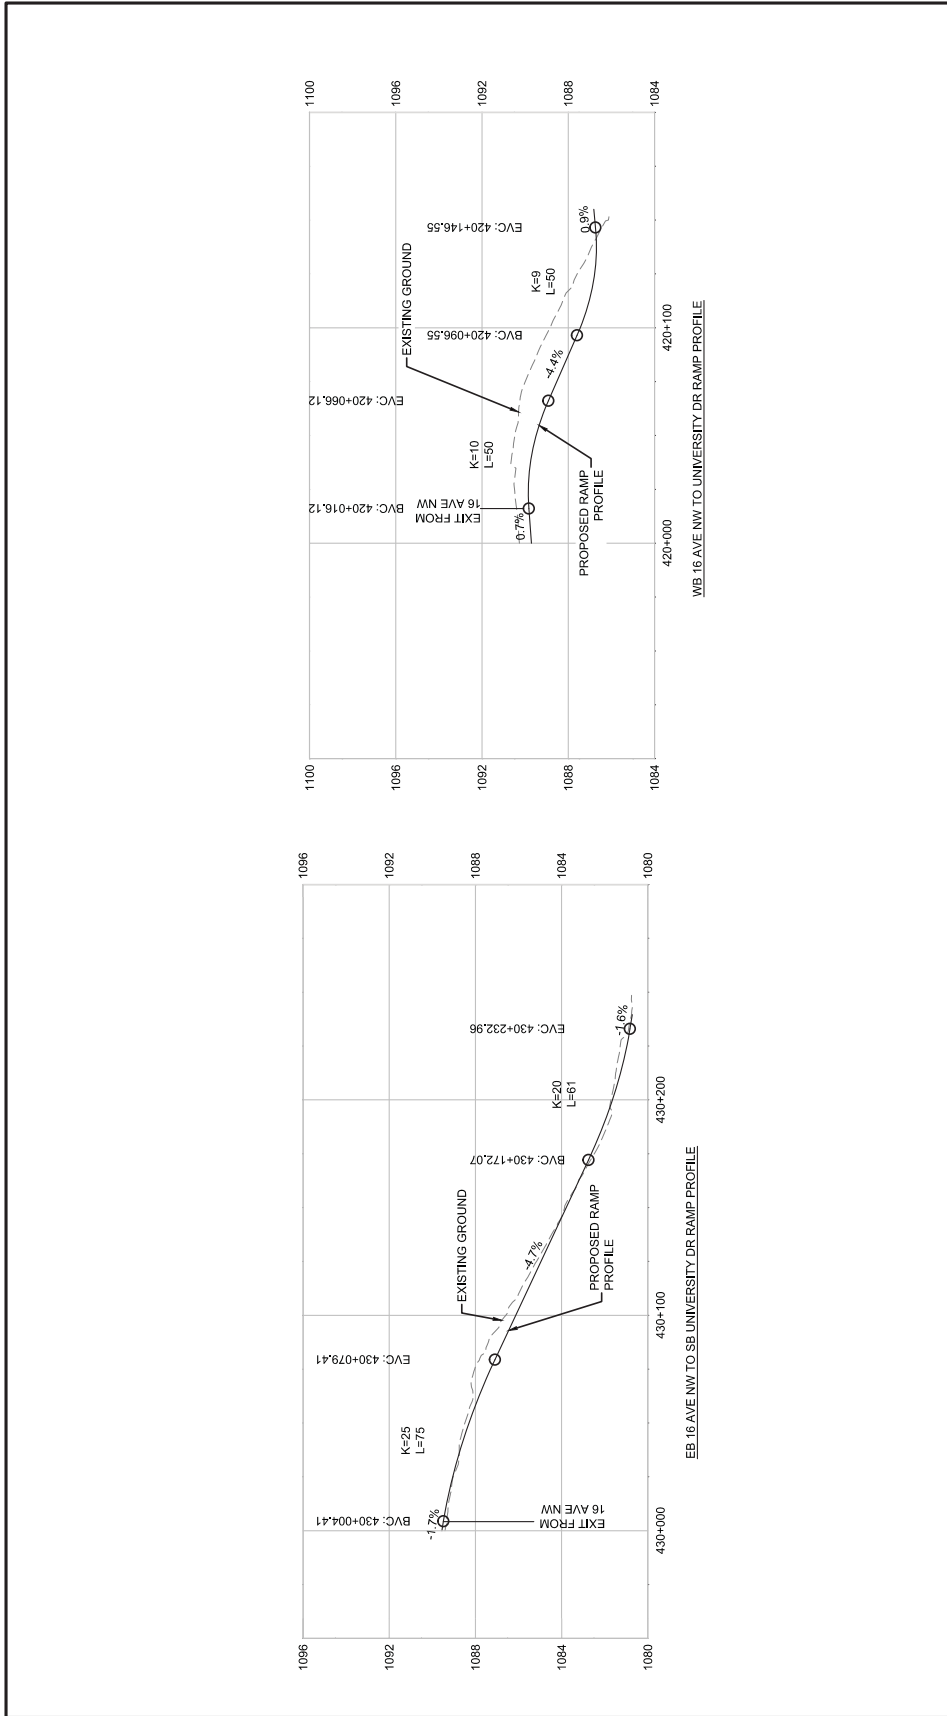 1096
1092
1088
1084
1080
1096
1092
1088
1084
1080
BVC: 430+004.41
EVC: 430+079.41
BVC: 430+172.07
EVC: 430+232.96
-1.7%
EXIT FROM
16 AVE NW
K=25
L=75
EXISTING GROUND
-4.7%
PROPOSED RAMP
PROFILE
K=20
L=61
-1.6%
430+000
430+100
430+200
EB 16 AVE NW TO SB UNIVERSITY DR RAMP PROFILE
1100
1096
1092
1088
1084
1100
1096
1092
1088
1084
BVC: 420+016.12
EVC: 420+066.12
BVC: 420+096.55
EVC: 420+146.55
EXIT FROM
16 AVE NW
0.7%
K=10
L=50
EXISTING GROUND
-4.4%
PROPOSED RAMP
PROFILE
K=9
L=50
0.9%
420+000
420+100
WB 16 AVE NW TO UNIVERSITY DR RAMP PROFILE